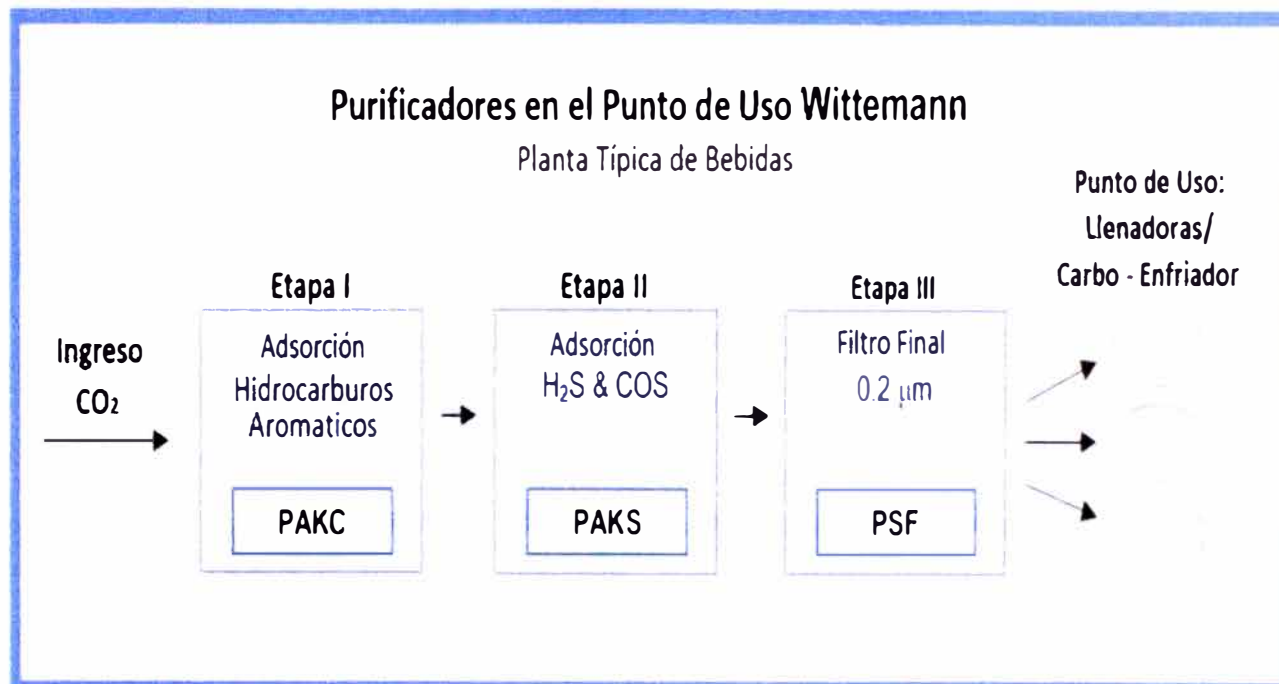 Purificadores en el Punto de Uso Wittemann
Planta Típica de Bebidas
Punto de Uso:
Llenadoras/
Carbo - Enfriador
Ingreso
CO₂
Etapa I
Adsorción
Hidrocarburos
Aromaticos
PAKC
Etapa II
Adsorción
H₂S & COS
PAKS
Etapa III
Filtro Final
0.2 µm
PSF